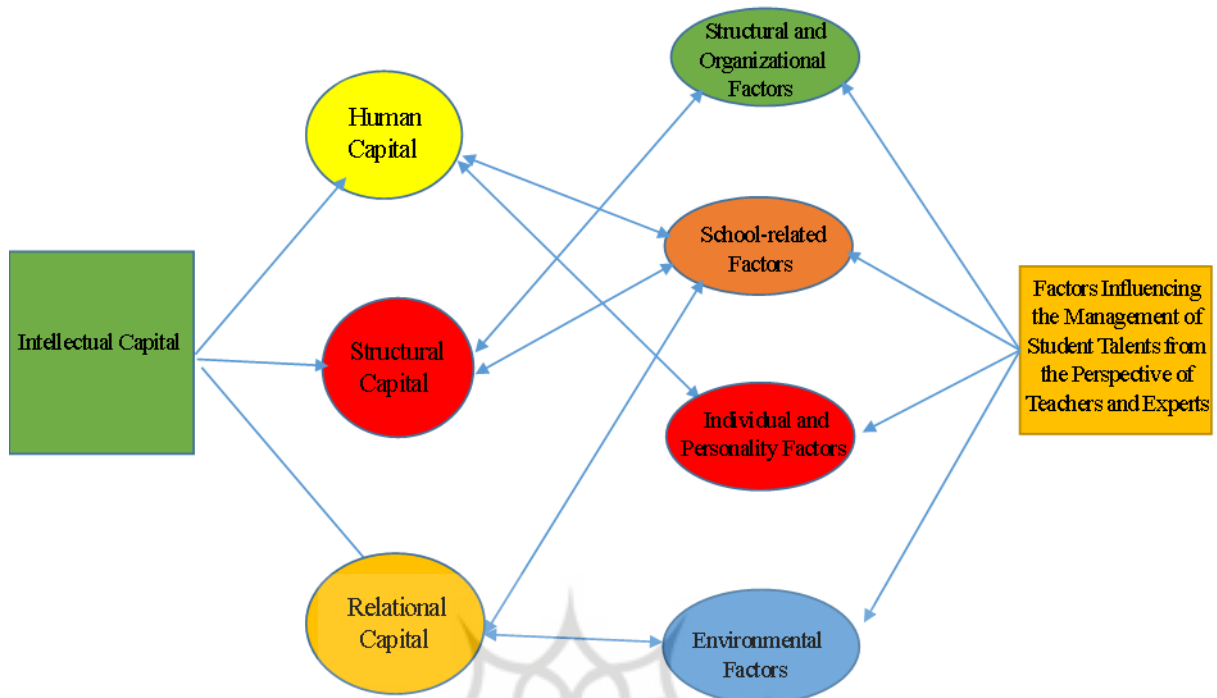 Structural and
Organizational
Factors
Human
Capital
School-related
Factors
Factors Influencing
the Management of
Student Talents from
the Perspective of
Teachers and Experts
Intellectual Capital
Structural
Capital
Individual and
Personality Factors
Relational
Capital
Environmental
Factors